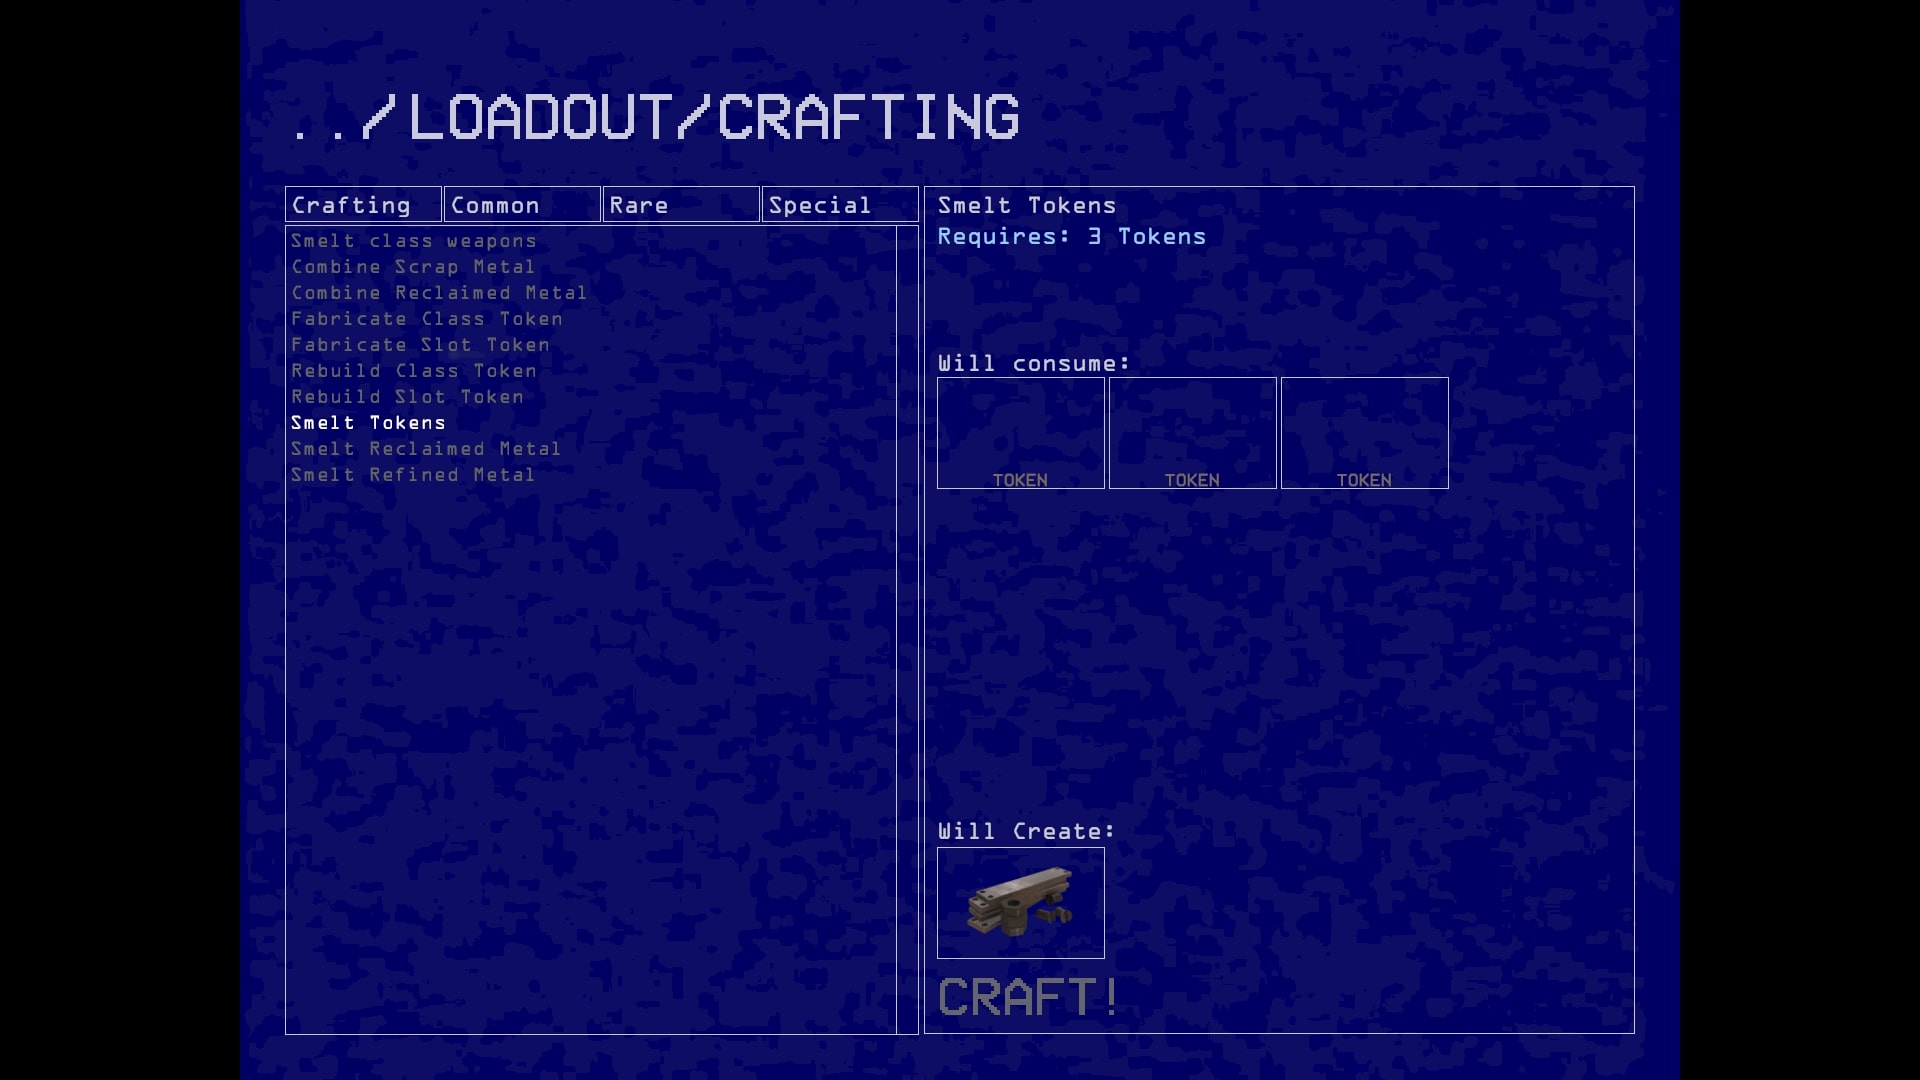 ../LOADOUT/CRAFTING
Crafting
Common
Rare
Special
Smelt class weapons
Combine Scrap Metal
Combine Reclaimed Metal
Fabricate Class Token
Fabricate Slot Token
Rebuild Class Token
Rebuild Slot Token
Smelt Tokens
Smelt Reclaimed Metal
Smelt Refined Metal
Smelt Tokens
Requires: 3 Tokens
Will consume:
TOKEN
TOKEN
TOKEN
Will Create:
CRAFT!